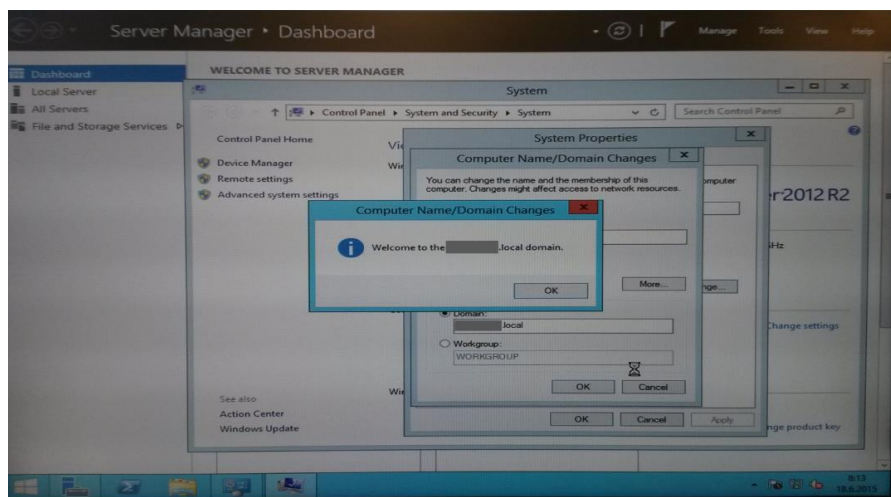 Server Manager ▸ Dashboard
Manage Tools View Help
Dashboard
Local Server
All Servers
File and Storage Services
WELCOME TO SERVER MANAGER
System
Control Panel ▸ System and Security ▸ System
Search Control Panel
Control Panel Home
Device Manager
Remote settings
Advanced system settings
See also
Action Center
Windows Update
System Properties
Computer Name/Domain Changes
You can change the name and the membership of this
computer. Changes might affect access to network resources.
More...
Domain:
.local
Workgroup:
WORKGROUP
OK Cancel
OK Cancel Apply
Computer Name/Domain Changes
Welcome to the .local domain.
OK
2012 R2
Change settings
product key
8:13
18.6.2015